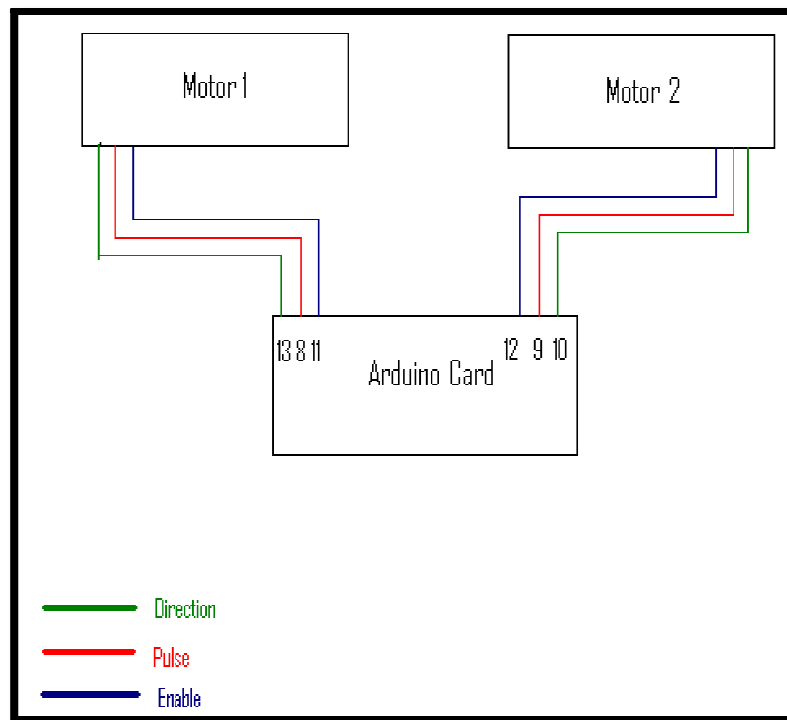 Motor 1
Motor 2
13 8 11
12 9 10
Arduino Card
Direction
Pulse
Enable